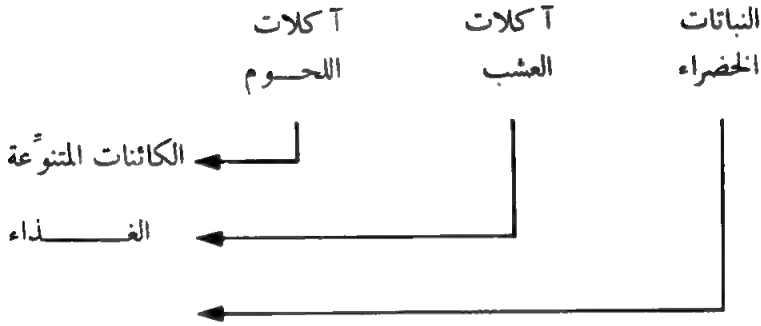 النباتات
الخضراء
آكلات
العشب
آكلات
اللحوم
الكائنات المتنوِّعة
الغذاء